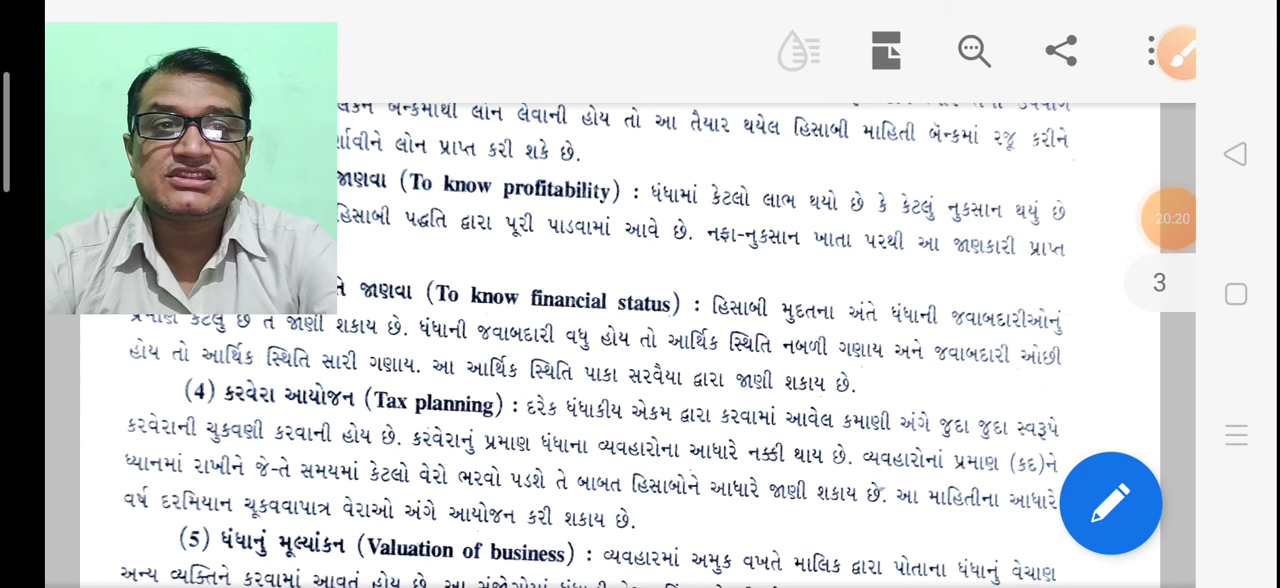 લોન લેવાની હોય તો આ તૈયાર થયેલ હિસાબી માહિતી બૅન્કમાં રજૂ કરીને
લોન પ્રાપ્ત કરી શકે છે.
જાણવા (To know profitability) : ધંધામાં કેટલો લાભ થયો છે કે કેટલું નુકસાન થયું છે
હિસાબી પદ્ધતિ દ્વારા પૂરી પાડવામાં આવે છે. નફા-નુકસાન ખાતા પરથી આ જાણકારી પ્રાપ્ત
20:20
3
જાણવા (To know financial status) : હિસાબી મુદતના અંતે ધંધાની જવાબદારીઓનું
પ્રમાણ કેટલું છે તે જાણી શકાય છે. ધંધાની જવાબદારી વધુ હોય તો આર્થિક સ્થિતિ નબળી ગણાય અને જવાબદારી ઓછી
હોય તો આર્થિક સ્થિતિ સારી ગણાય. આ આર્થિક સ્થિતિ પાકા સરવૈયા દ્વારા જાણી શકાય છે.
(4) કરવેરા આયોજન (Tax planning) : દરેક ધંધાકીય એકમ દ્વારા કરવામાં આવેલ કમાણી અંગે જુદા જુદા સ્વરૂપે
કરવેરાની ચુકવણી કરવાની હોય છે. કરવેરાનું પ્રમાણ ધંધાના વ્યવહારોના આધારે નક્કી થાય છે. વ્યવહારોનાં પ્રમાણ (કદ)ને
ધ્યાનમાં રાખીને જે-તે સમયમાં કેટલો વેરો ભરવો પડશે તે બાબત હિસાબોને આધારે જાણી શકાય છે. આ માહિતીના આધારે
વર્ષ દરમિયાન ચૂકવવાપાત્ર વેરાઓ અંગે આયોજન કરી શકાય છે.
(5) ધંધાનું મૂલ્યાંકન (Valuation of business) : વ્યવહારમાં અમુક વખતે માલિક દ્વારા પોતાના ધંધાનું વેચાણ
અન્ય વ્યક્તિને કરવામાં આવતું હોય છે. આ